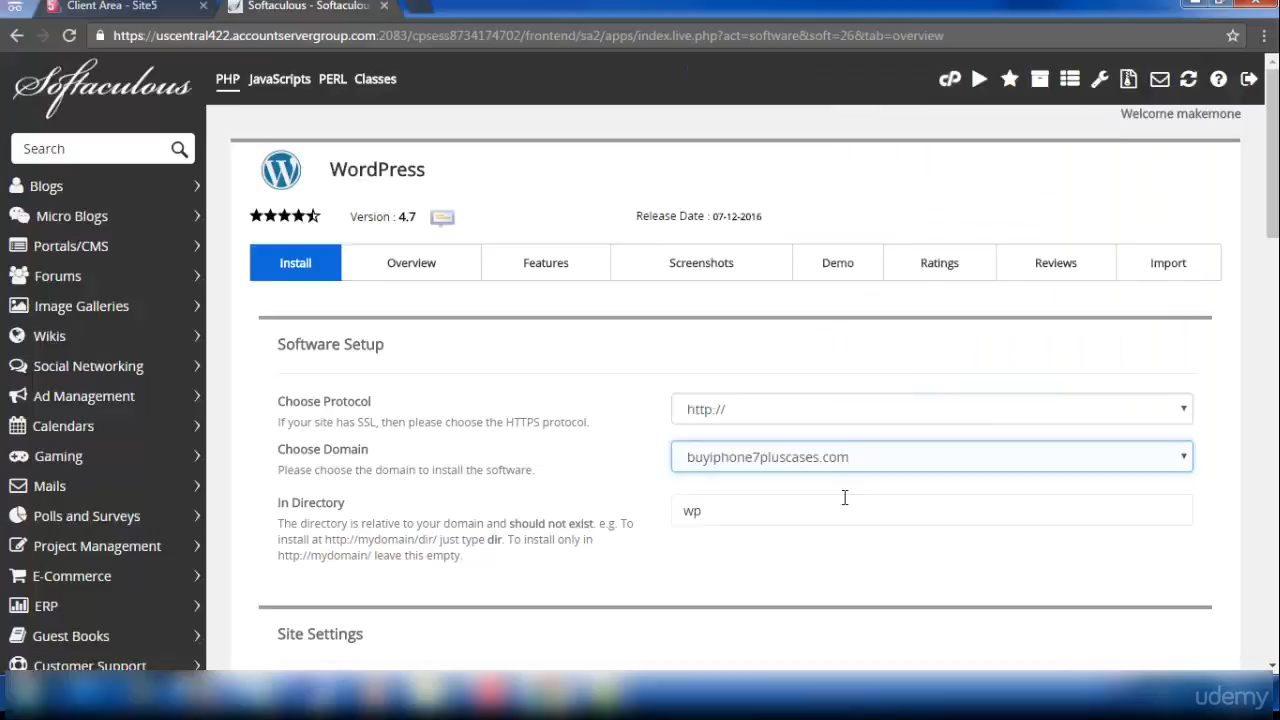 Client Area - Site5
Softaculous - Softaculou
https://uscentral422.accountservergroup.com:2083/cpsess8734174702/frontend/sa2/apps/index.live.php?act=software&soft=26&tab=overview
Softaculous
PHP JavaScripts PERL Classes
cP
Welcome makemone
Search
Blogs
Micro Blogs
Portals/CMS
Forums
Image Galleries
Wikis
Social Networking
Ad Management
Calendars
Gaming
Mails
Polls and Surveys
Project Management
E-Commerce
ERP
Guest Books
Customer Support
WordPress
Version : 4.7
Release Date : 07-12-2016
Install Overview Features Screenshots Demo Ratings Reviews Import
Software Setup
Choose Protocol
If your site has SSL, then please choose the HTTPS protocol.
http://
Choose Domain
Please choose the domain to install the software.
buyiphone7pluscases.com
In Directory
The directory is relative to your domain and should not exist. e.g. To
install at http://mydomain/dir/ just type dir. To install only in
http://mydomain/ leave this empty.
wp
Site Settings
udemy